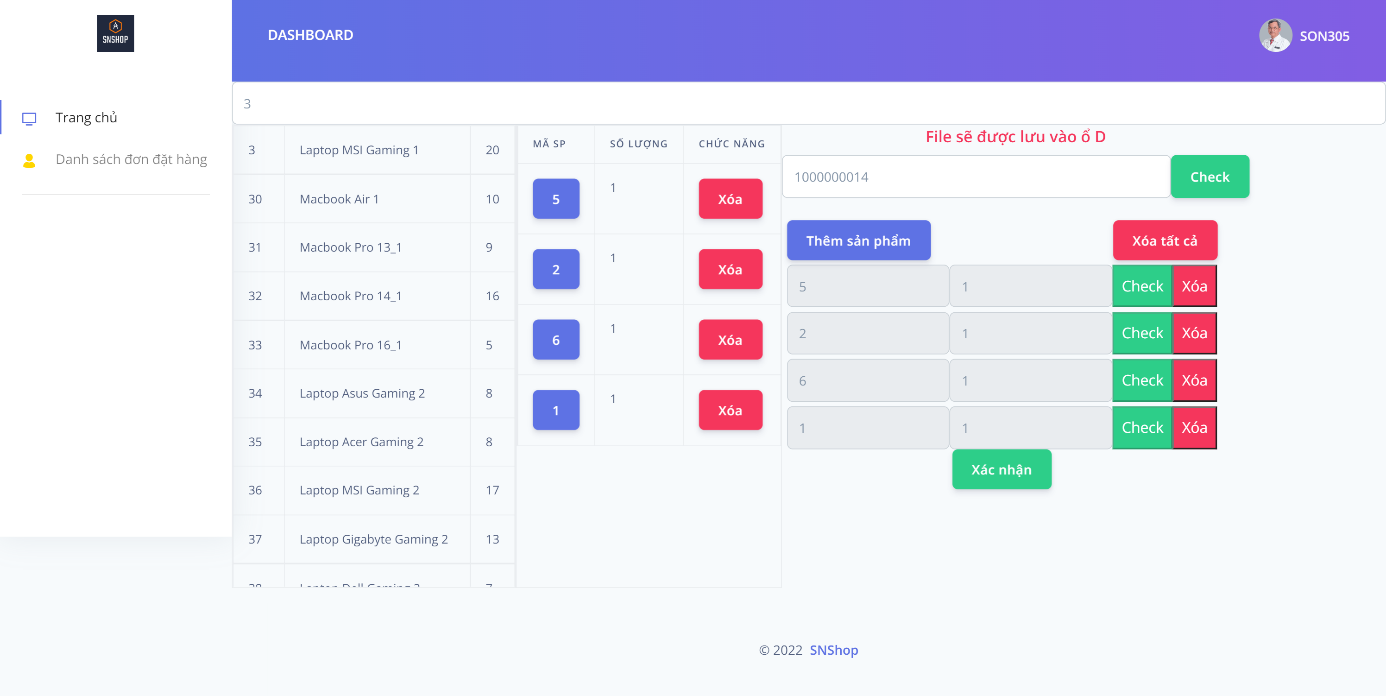 A
SNSHOP
DASHBOARD
SON305
Trang chủ
Danh sách đơn đặt hàng
3
3 Laptop MSI Gaming 1 20
30 Macbook Air 1 10
31 Macbook Pro 13_1 9
32 Macbook Pro 14_1 16
33 Macbook Pro 16_1 5
34 Laptop Asus Gaming 2 8
35 Laptop Acer Gaming 2 8
36 Laptop MSI Gaming 2 17
37 Laptop Gigabyte Gaming 2 13
MÃ SP SỐ LƯỢNG CHỨC NĂNG
5 1 Xóa
2 1 Xóa
6 1 Xóa
1 1 Xóa
File sẽ được lưu vào ổ D
1000000014 Check
Thêm sản phẩm Xóa tất cả
5 1 Check Xóa
2 1 Check Xóa
6 1 Check Xóa
1 1 Check Xóa
Xác nhận
© 2022 SNShop